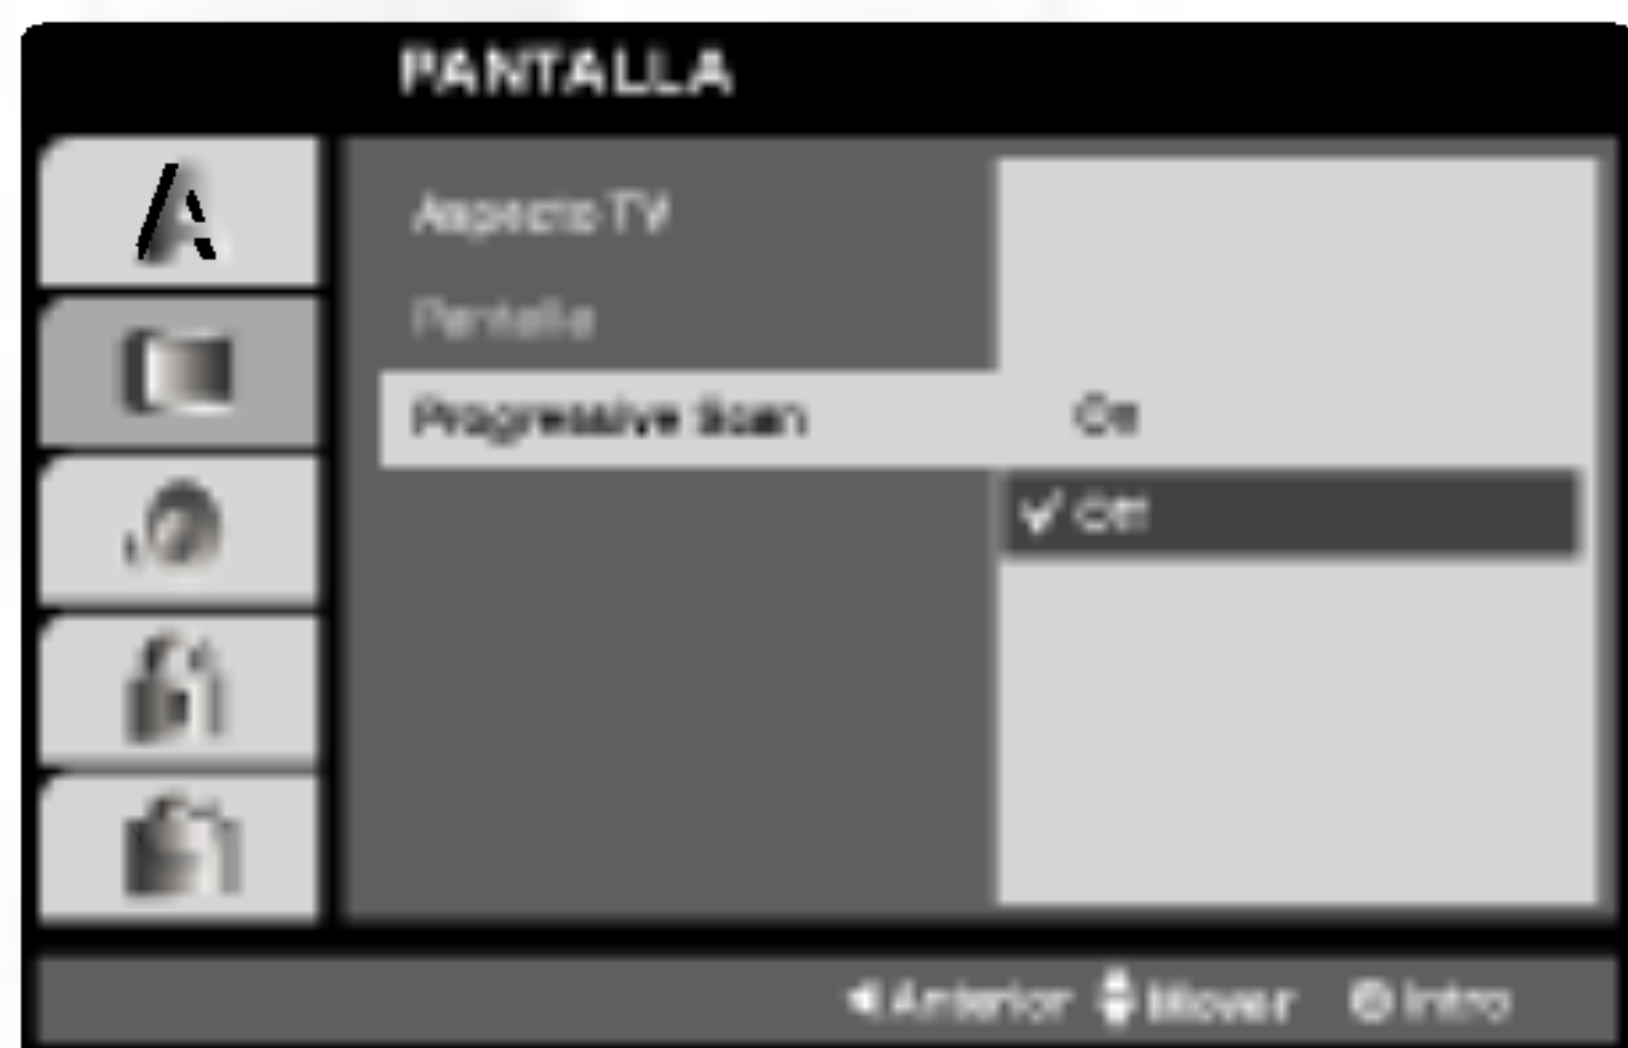 PANTALLA
Aspecto TV
Pantalla
Progressive Scan
On
✓ Off
Anterior Mover Intro